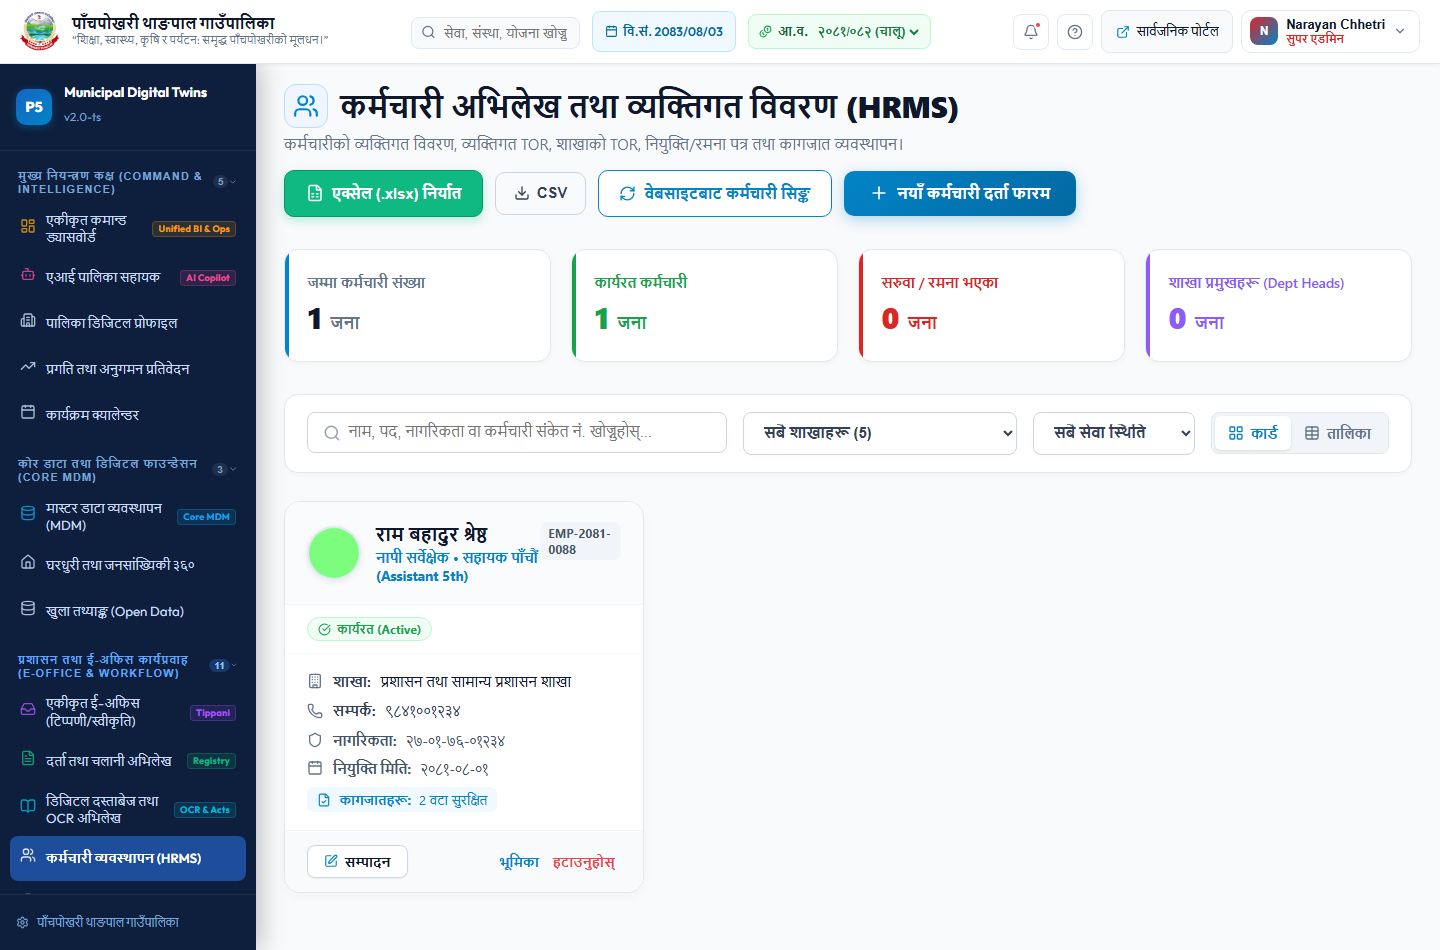 पाँचपोखरी थाङपाल गाउँपालिका
"शिक्षा, स्वास्थ्य, कृषि र पर्यटन: समृद्ध पाँचपोखरीको मूलधन।"
सेवा, संस्था, योजना खोज्नु
वि.सं. 2083/08/03
आ.व. २०८१/०८२ (चालू)
सार्वजनिक पोर्टल
N
Narayan Chhetri
सुपर एडमिन
P5
Municipal Digital Twins
v2.0-ts
मुख्य नियन्त्रण कक्ष (COMMAND & INTELLIGENCE)
5
एकीकृत कमान्ड ड्यासबोर्ड
Unified BI & Ops
एआई पालिका सहायक
AI Copilot
पालिका डिजिटल प्रोफाइल
प्रगति तथा अनुगमन प्रतिवेदन
कार्यक्रम क्यालेन्डर
कोर डाटा तथा डिजिटल फाउन्डेसन (CORE MDM)
3
मास्टर डाटा व्यवस्थापन (MDM)
Core MDM
घरधुरी तथा जनसांख्यिकी ३६०
खुला तथ्याङ्क (Open Data)
प्रशासन तथा ई-अफिस कार्यप्रवाह (E-OFFICE & WORKFLOW)
11
एकीकृत ई-अफिस (टिप्पणी/स्वीकृति)
Tippani
दर्ता तथा चलानी अभिलेख
Registry
डिजिटल दस्ताबेज तथा OCR अभिलेख
OCR & Acts
कर्मचारी व्यवस्थापन (HRMS)
पाँचपोखरी थाङपाल गाउँपालिका
कर्मचारी अभिलेख तथा व्यक्तिगत विवरण (HRMS)
कर्मचारीको व्यक्तिगत विवरण, व्यक्तिगत TOR, शाखाको TOR, नियुक्ति/रमना पत्र तथा कागजात व्यवस्थापन।
एक्सेल (.xlsx) निर्यात
CSV
वेबसाइटबाट कर्मचारी सिङ्क
नयाँ कर्मचारी दर्ता फारम
जम्मा कर्मचारी संख्या
1 जना
कार्यरत कर्मचारी
1 जना
सरुवा / रमना भएका
0 जना
शाखा प्रमुखहरू (Dept Heads)
0 जना
नाम, पद, नागरिकता वा कर्मचारी संकेत नं. खोज्नुहोस्...
सबै शाखाहरू (5)
सबै सेवा स्थिति
कार्ड
तालिका
राम बहादुर श्रेष्ठ
EMP-2081-0088
नापी सर्वेक्षक • सहायक पाँचौं (Assistant 5th)
कार्यरत (Active)
शाखा: प्रशासन तथा सामान्य प्रशासन शाखा
सम्पर्क: ९८४१००१२३४
नागरिकता: २७-०१-७६-०१२३४
नियुक्ति मिति: २०८१-०८-०१
कागजातहरू: 2 वटा सुरक्षित
सम्पादन
भूमिका
हटाउनुहोस्